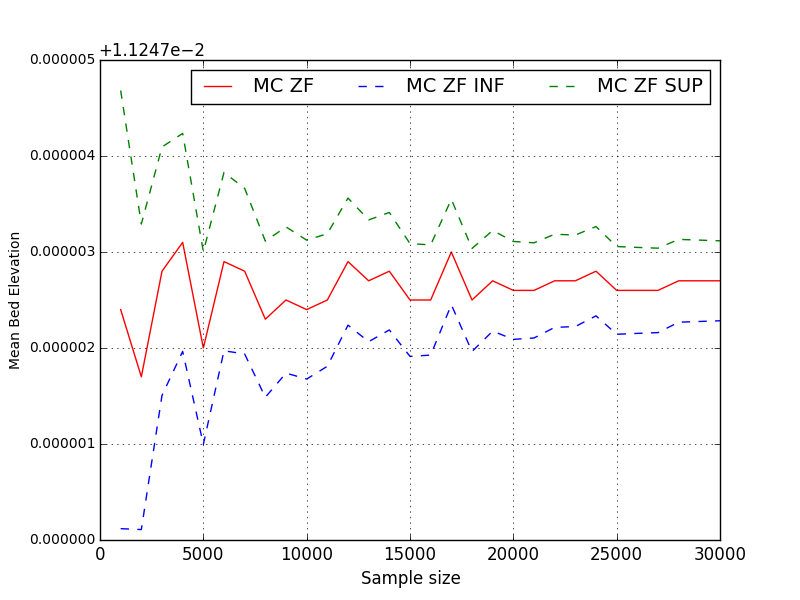 +1.1247e−2
0.000005
MC ZF MC ZF INF MC ZF SUP
0.000004
0.000003
0.000002
0.000001
0.000000
Mean Bed Elevation
0 5000 10000 15000 20000 25000 30000
Sample size